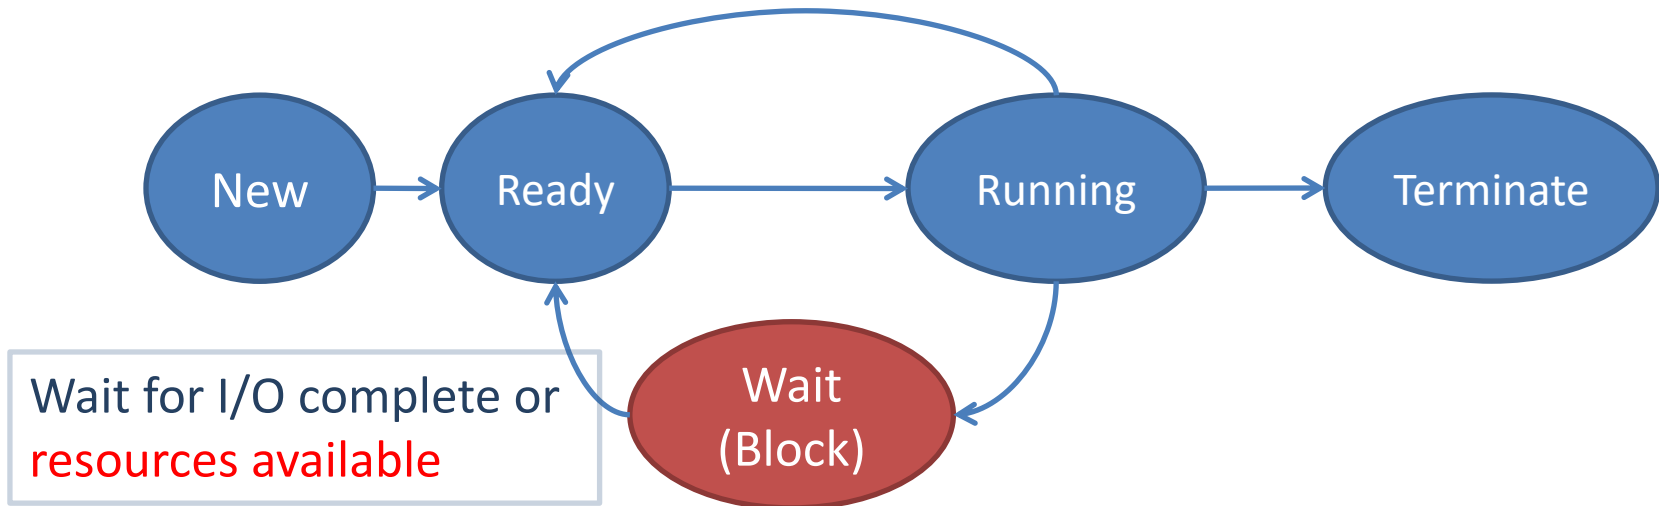 New
Ready
Running
Terminate
Wait for I/O complete or
resources available
Wait
(Block)